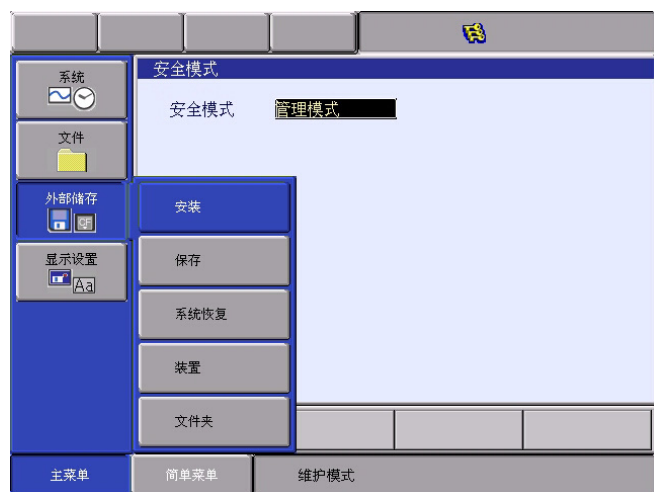 系统
文件
外部储存
CF
显示设置
Aa
安全模式
安全模式 管理模式
安装
保存
系统恢复
装置
文件夹
主菜单 简单菜单 维护模式